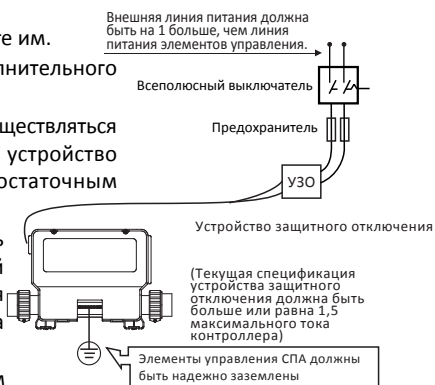 Внешняя линия питания должна
быть на 1 больше, чем линия
питания элементов управления.
те им.
лнительного
Всеполюсный выключатель
ществляться
Предохранитель
устройство
остаточным
УЗО
Устройство защитного отключения
ь
й
я
а
(Текущая спецификация
устройства защитного
отключения должна быть
больше или равна 1,5
максимального тока
контроллера)
Элементы управления СПА должны
быть надежно заземлены